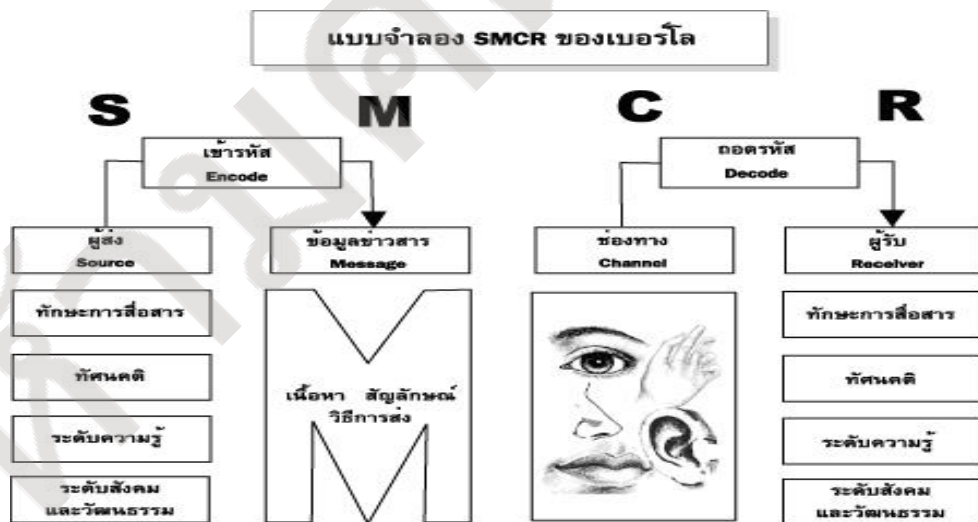 แบบจำลอง SMCR ของเบอร์โล
S M C R
เข้ารหัส
Encode
ถอดรหัส
Decode
ผู้ส่ง
Source
ข้อมูลข่าวสาร
Message
ช่องทาง
Channel
ผู้รับ
Receiver
ทักษะการสื่อสาร
ทัศนคติ
ระดับความรู้
ระดับสังคม
และวัฒนธรรม
เนื้อหา สัญลักษณ์
วิธีการส่ง
ทักษะการสื่อสาร
ทัศนคติ
ระดับความรู้
ระดับสังคม
และวัฒนธรรม